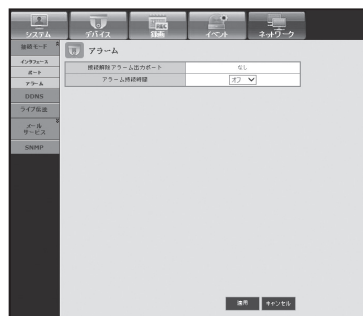 システム
デバイス
録画
イベント
ネットワーク
接続モード
インタフェース
ポート
アラーム
DDNS
ライブ伝送
メール
サービス
SNMP
アラーム
接続解除アラーム出力ポート
なし
アラーム持続時間
オフ
適用
キャンセル